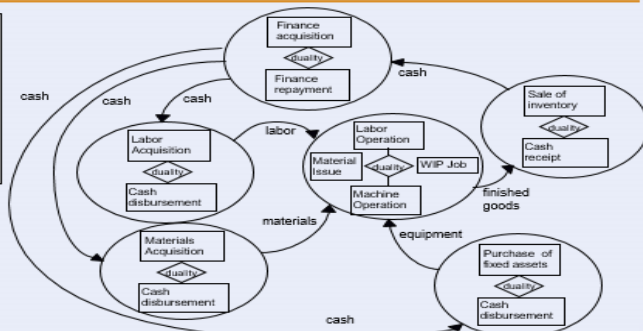 Finance
acquisition
duality
Finance
repayment
cash
cash
cash
cash
Labor
Acquisition
duality
Cash
disbursement
labor
Labor
Operation
Material
Issue
duality
WIP Job
Machine
Operation
Sale of
inventory
duality
Cash
receipt
finished
goods
materials
equipment
Materials
Acquisition
duality
Cash
disbursement
Purchase of
fixed assets
duality
Cash
disbursement
cash